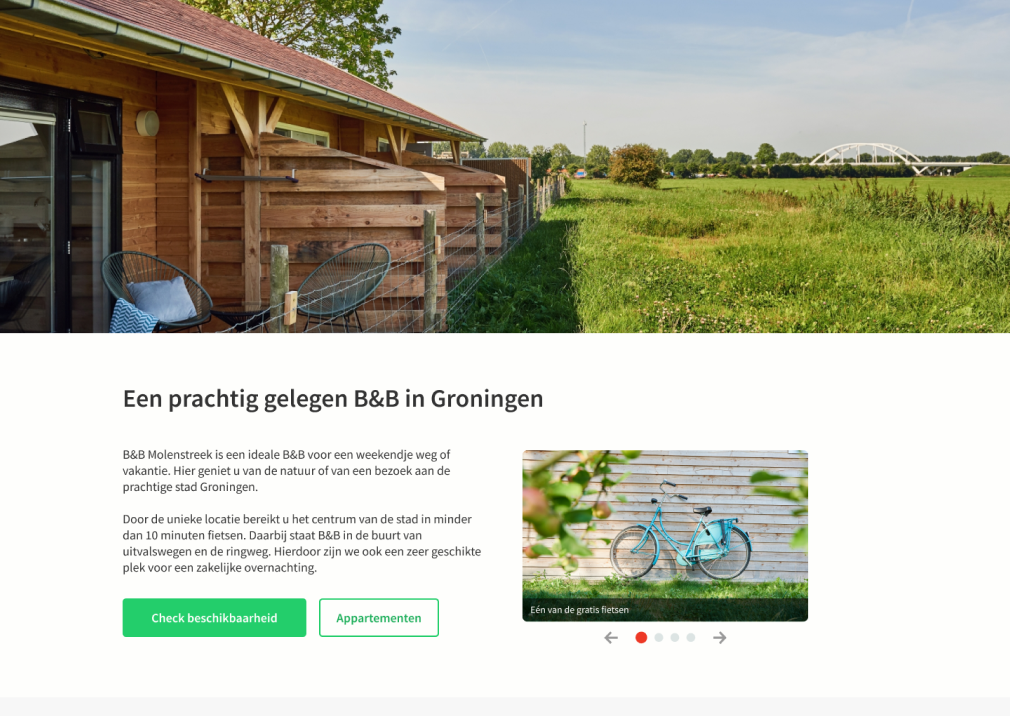 Een prachtig gelegen B&B in Groningen
B&B Molenstreek is een ideale B&B voor een weekendje weg of
vakantie. Hier geniet u van de natuur of van een bezoek aan de
prachtige stad Groningen.
Door de unieke locatie bereikt u het centrum van de stad in minder
dan 10 minuten fietsen. Daarbij staat B&B in de buurt van
uitvalswegen en de ringweg. Hierdoor zijn we ook een zeer geschikte
plek voor een zakelijke overnachting.
Check beschikbaarheid
Appartementen
Eén van de gratis fietsen